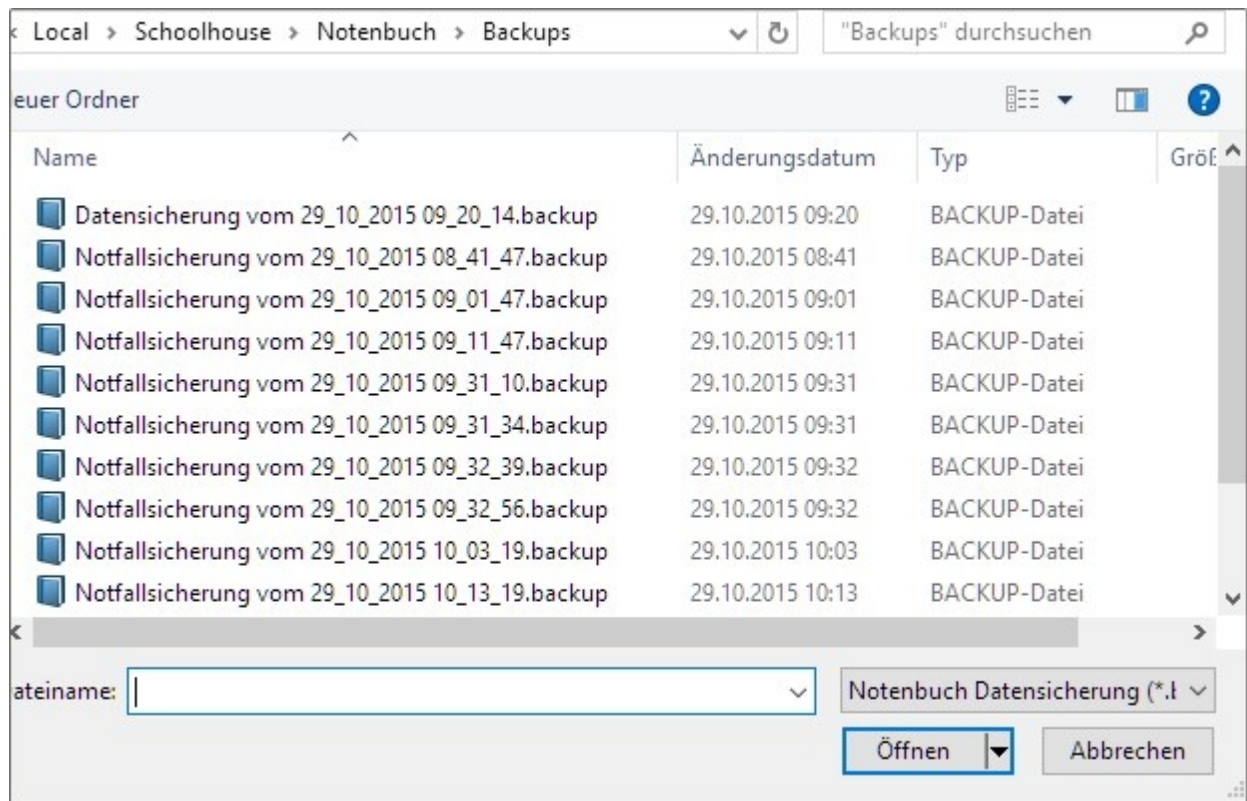 Local > Schoolhouse > Notenbuch > Backups "Backups" durchsuchen
euer Ordner
Name Änderungsdatum Typ Größ
Datensicherung vom 29_10_2015 09_20_14.backup 29.10.2015 09:20 BACKUP-Datei
Notfallsicherung vom 29_10_2015 08_41_47.backup 29.10.2015 08:41 BACKUP-Datei
Notfallsicherung vom 29_10_2015 09_01_47.backup 29.10.2015 09:01 BACKUP-Datei
Notfallsicherung vom 29_10_2015 09_11_47.backup 29.10.2015 09:11 BACKUP-Datei
Notfallsicherung vom 29_10_2015 09_31_10.backup 29.10.2015 09:31 BACKUP-Datei
Notfallsicherung vom 29_10_2015 09_31_34.backup 29.10.2015 09:31 BACKUP-Datei
Notfallsicherung vom 29_10_2015 09_32_39.backup 29.10.2015 09:32 BACKUP-Datei
Notfallsicherung vom 29_10_2015 09_32_56.backup 29.10.2015 09:32 BACKUP-Datei
Notfallsicherung vom 29_10_2015 10_03_19.backup 29.10.2015 10:03 BACKUP-Datei
Notfallsicherung vom 29_10_2015 10_13_19.backup 29.10.2015 10:13 BACKUP-Datei
ateiname: Notenbuch Datensicherung (*.b
Öffnen Abbrechen